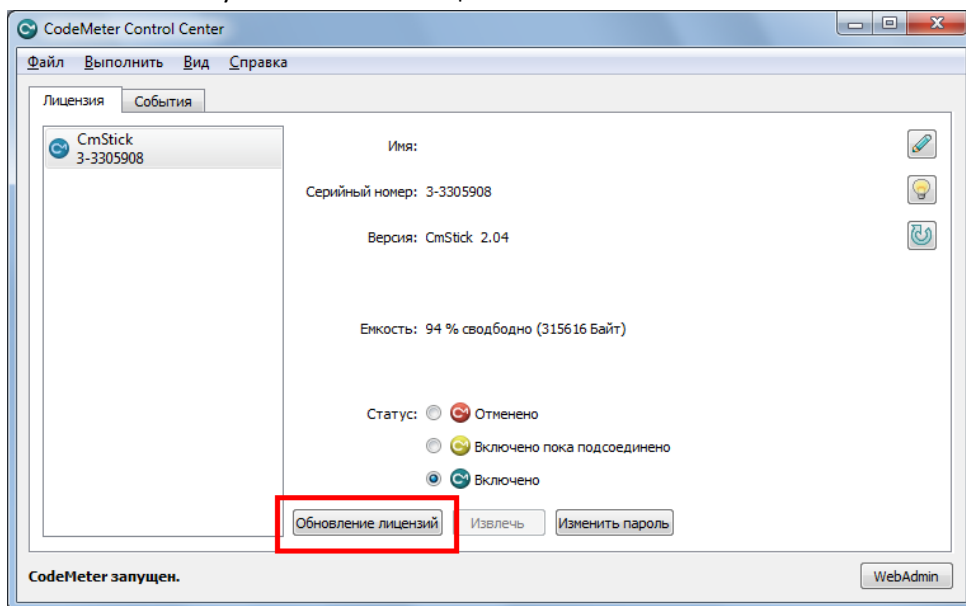 CodeMeter Control Center
Файл Выполнить Вид Справка
Лицензия События
CmStick
3-3305908
Имя:
Серийный номер: 3-3305908
Версия: CmStick 2.04
Емкость: 94 % сводбодно (315616 Байт)
Статус: Отменено
Включено пока подсоединено
Включено
Обновление лицензий Извлечь Изменить пароль
CodeMeter запущен. WebAdmin